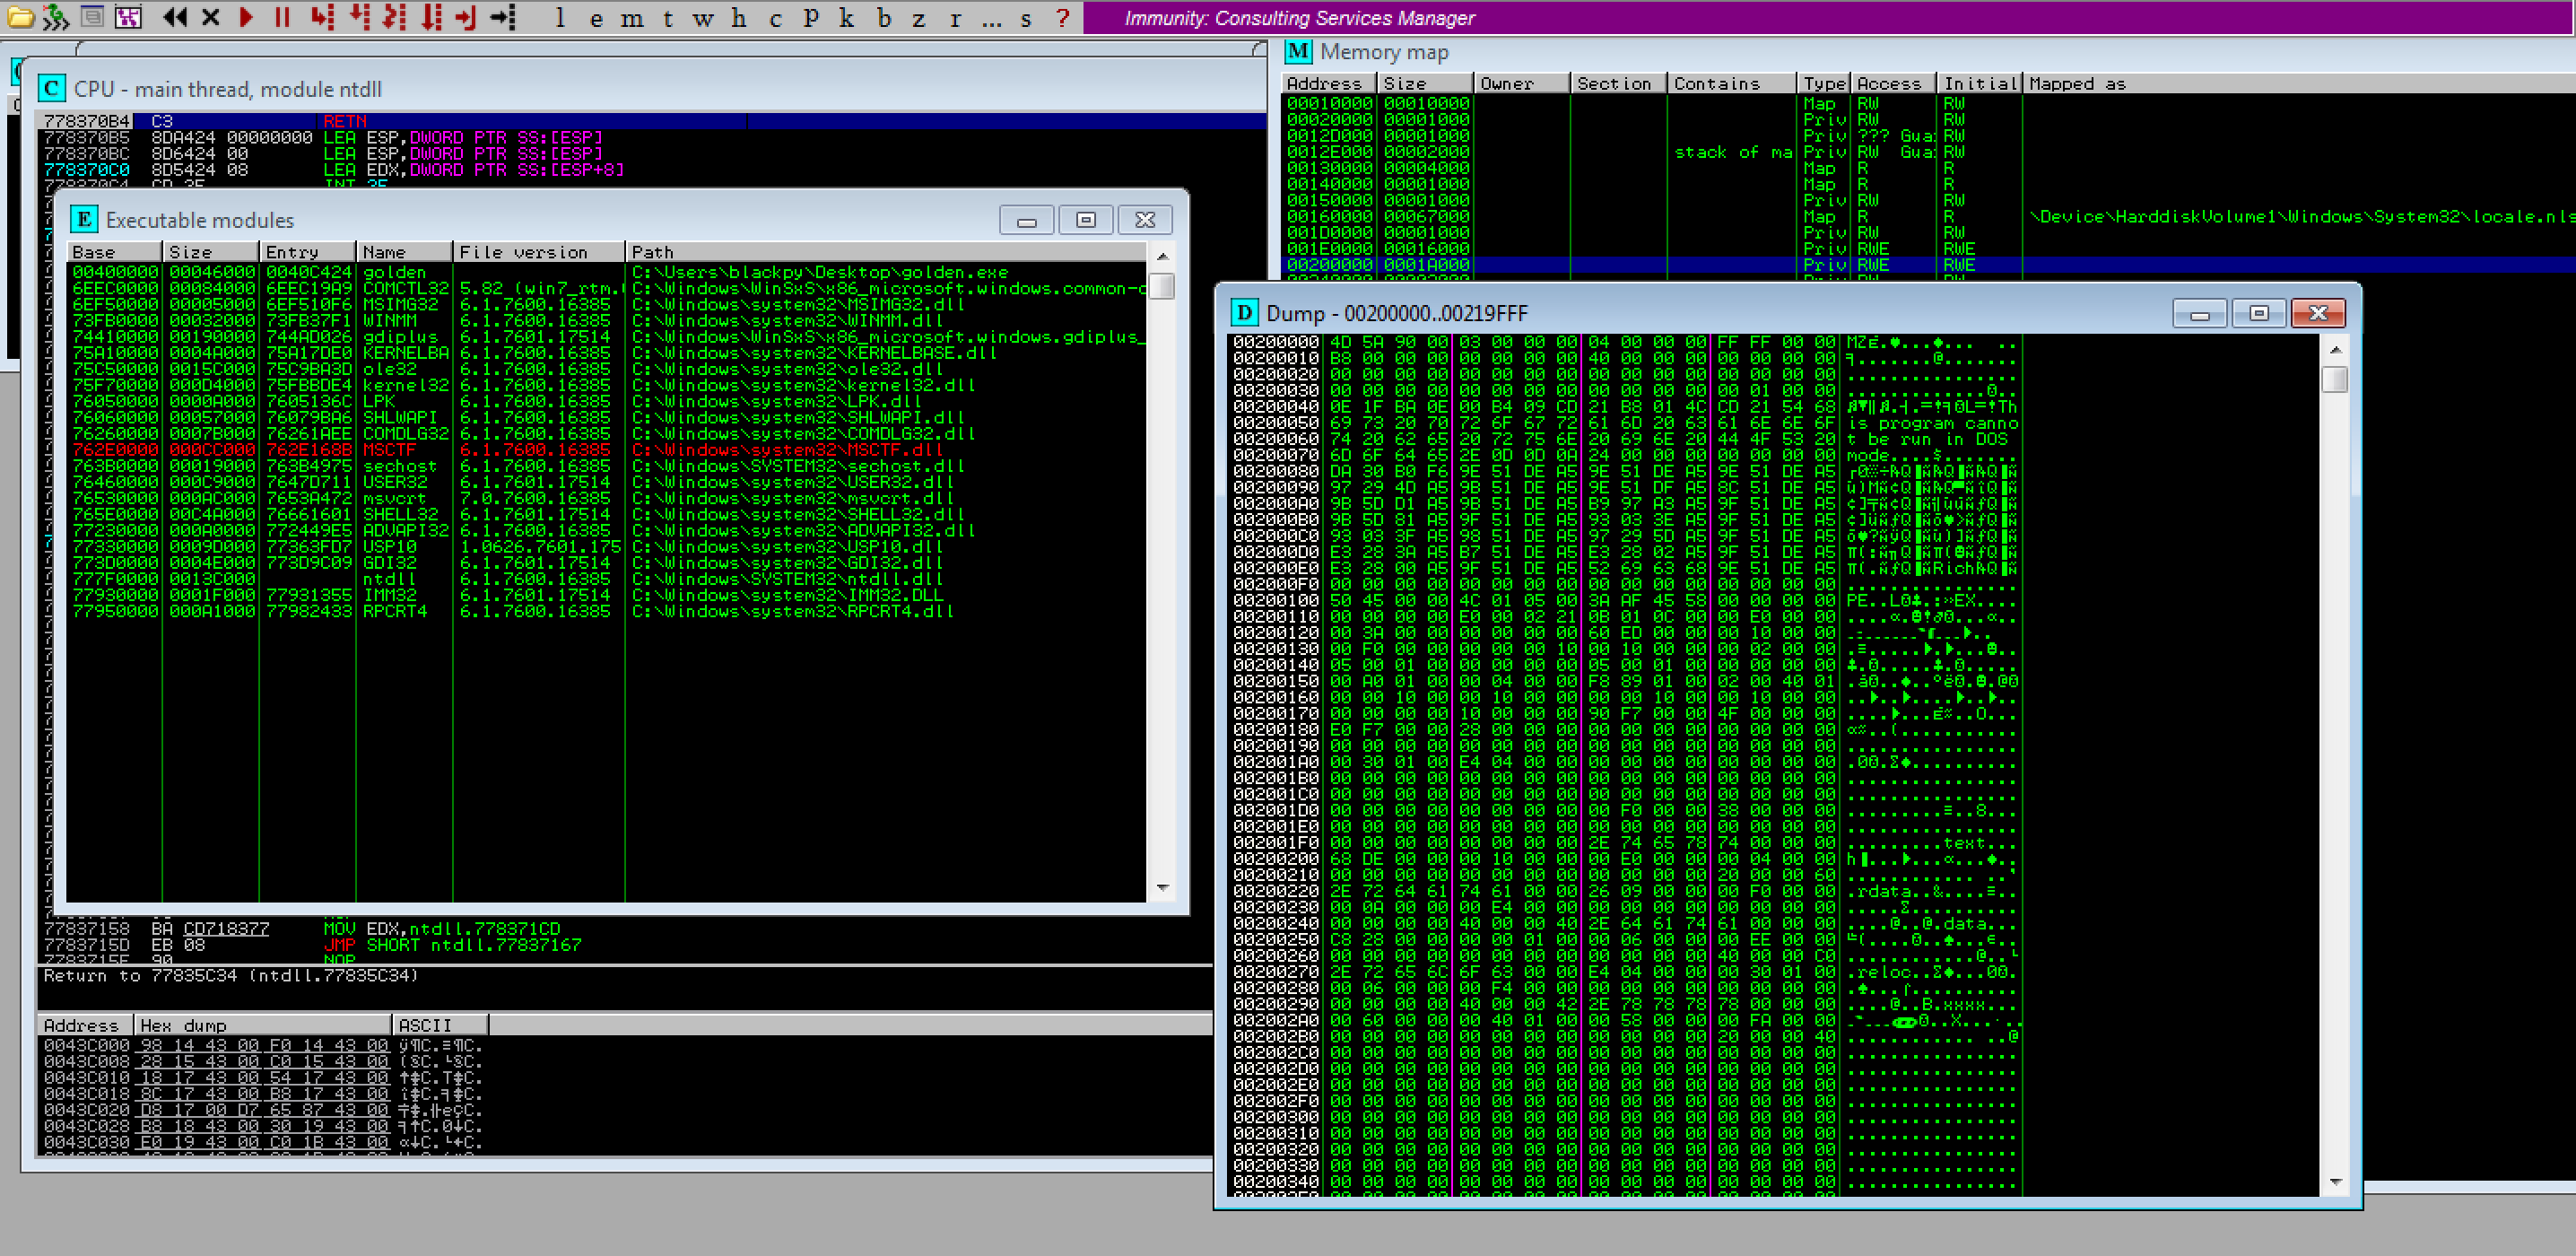 l e m t w h c P k b z r ... s ?
Immunity: Consulting Services Manager
CPU - main thread, module ntdll
778370B4 C3 RETN
778370B5 8DA424 00000000 LEA ESP,DWORD PTR SS:[ESP]
778370BC 8D6424 00 LEA ESP,DWORD PTR SS:[ESP]
778370C0 8D5424 08 LEA EDX,DWORD PTR SS:[ESP+8]
Executable modules
Base Size Entry Name File version Path
00400000 00046000 0040C424 golden C:\Users\blackpy\Desktop\golden.exe
6EEC0000 00084000 6EEC19A9 COMCTL32 5.82 (win7_rtm. C:\Windows\WinSxS\x86_microsoft.windows.common-c
6EF50000 00005000 6EF510F6 MSIMG32 6.1.7600.16385 C:\Windows\system32\MSIMG32.dll
73FB0000 00032000 73FB37F1 WINMM 6.1.7600.16385 C:\Windows\system32\WINMM.dll
74410000 00190000 744AD026 gdiplus 6.1.7601.17514 C:\Windows\WinSxS\x86_microsoft.windows.gdiplus_
75A10000 0004A000 75A17DE0 KERNELBA 6.1.7600.16385 C:\Windows\system32\KERNELBASE.dll
75C50000 0015C000 75C9BA3D ole32 6.1.7600.16385 C:\Windows\system32\ole32.dll
75F70000 000D4000 75FBBDE4 kernel32 6.1.7600.16385 C:\Windows\system32\kernel32.dll
76050000 0000A000 7605136C LPK 6.1.7600.16385 C:\Windows\system32\LPK.dll
76060000 00057000 76079BA6 SHLWAPI 6.1.7600.16385 C:\Windows\system32\SHLWAPI.dll
76260000 0007B000 76261AEE COMDLG32 6.1.7600.16385 C:\Windows\system32\COMDLG32.dll
762E0000 000CC000 762E168B MSCTF 6.1.7600.16385 C:\Windows\system32\MSCTF.dll
763B0000 00019000 763B4975 sechost 6.1.7600.16385 C:\Windows\SYSTEM32\sechost.dll
76460000 000C9000 7647D711 USER32 6.1.7601.17514 C:\Windows\system32\USER32.dll
76530000 000AC000 7653A472 msvcrt 7.0.7600.16385 C:\Windows\system32\msvcrt.dll
765E0000 00C4A000 76661601 SHELL32 6.1.7601.17514 C:\Windows\system32\SHELL32.dll
77230000 000A0000 772449E5 ADVAPI32 6.1.7600.16385 C:\Windows\system32\ADVAPI32.dll
77330000 0009D000 77363FD7 USP10 1.0626.7601.175 C:\Windows\system32\USP10.dll
773D0000 0004E000 773D9C09 GDI32 6.1.7601.17514 C:\Windows\system32\GDI32.dll
777F0000 0013C000 ntdll 6.1.7600.16385 C:\Windows\SYSTEM32\ntdll.dll
77930000 0001F000 77931355 IMM32 6.1.7601.17514 C:\Windows\system32\IMM32.DLL
77950000 000A1000 77982433 RPCRT4 6.1.7600.16385 C:\Windows\system32\RPCRT4.dll
77837158 BA CD718377 MOV EDX,ntdll.778371CD
7783715D EB 08 JMP SHORT ntdll.77837167
7783715F 90 NOP
Return to 77835C34 (ntdll.77835C34)
Address Hex dump ASCII
0043C000 98 14 43 00 F0 14 43 00
0043C008 28 15 43 00 C0 15 43 00
0043C010 18 17 43 00 54 17 43 00
0043C018 8C 17 43 00 B8 17 43 00
0043C020 D8 17 00 D7 65 87 43 00
0043C028 B8 18 43 00 30 19 43 00
0043C030 E0 19 43 00 C0 1B 43 00
Memory map
Address Size Owner Section Contains Type Access Initial Mapped as
00010000 00010000 Map RW RW
00020000 00001000 Priv RW RW
0012D000 00001000 Priv ??? Gua: RW
0012E000 00002000 stack of ma Priv RW Gua: RW
00130000 00004000 Map R R
00140000 00001000 Map R R
00150000 00001000 Priv RW RW
00160000 00067000 Map R R \Device\HarddiskVolume1\Windows\System32\locale.nls
001D0000 00001000 Priv RW RW
001E0000 00016000 Priv RWE RWE
00200000 0001A000 Priv RWE RWE
Dump - 00200000..00219FFF
00200000 4D 5A 90 00 03 00 00 00 04 00 00 00 FF FF 00 00
00200010 B8 00 00 00 00 00 00 00 40 00 00 00 00 00 00 00
00200020 00 00 00 00 00 00 00 00 00 00 00 00 00 00 00 00
00200030 00 00 00 00 00 00 00 00 00 00 00 00 00 01 00 00
00200040 0E 1F BA 0E 00 B4 09 CD 21 B8 01 4C CD 21 54 68
00200050 69 73 20 70 72 6F 67 72 61 6D 20 63 61 6E 6E 6F is program canno
00200060 74 20 62 65 20 72 75 6E 20 69 6E 20 44 4F 53 20 t be run in DOS
00200070 6D 6F 64 65 2E 0D 0D 0A 24 00 00 00 00 00 00 00 mode....$.......
00200080 DA 30 B0 F6 9E 51 DE A5 9E 51 DE A5 9E 51 DE A5
00200090 97 29 4D A5 9B 51 DE A5 9E 51 DF A5 8C 51 DE A5
002000A0 9B 5D D1 A5 9B 51 DE A5 B9 97 A3 A5 9F 51 DE A5
002000B0 9B 5D 81 A5 9F 51 DE A5 93 03 3E A5 9F 51 DE A5
002000C0 93 03 3F A5 98 51 DE A5 97 29 5D A5 9F 51 DE A5
002000D0 E3 28 3A A5 B7 51 DE A5 E3 28 02 A5 9F 51 DE A5
002000E0 E3 28 00 A5 9F 51 DE A5 52 69 63 68 9E 51 DE A5
002000F0 00 00 00 00 00 00 00 00 00 00 00 00 00 00 00 00
00200100 50 45 00 00 4C 01 05 00 3A AF 45 58 00 00 00 00
00200110 00 00 00 00 E0 00 02 21 0B 01 0C 00 00 E0 00 00
00200120 00 3A 00 00 00 00 00 00 60 ED 00 00 00 10 00 00
00200130 00 F0 00 00 00 00 00 10 00 10 00 00 00 02 00 00
00200140 05 00 01 00 00 00 00 00 05 00 01 00 00 00 00 00
00200150 00 A0 01 00 00 04 00 00 F8 89 01 00 02 00 40 01
00200160 00 00 10 00 00 10 00 00 00 00 10 00 00 10 00 00
00200170 00 00 00 00 10 00 00 00 90 F7 00 00 4F 00 00 00
00200180 E0 F7 00 00 28 00 00 00 00 00 00 00 00 00 00 00
00200190 00 00 00 00 00 00 00 00 00 00 00 00 00 00 00 00
002001A0 00 30 01 00 E4 04 00 00 00 00 00 00 00 00 00 00
002001B0 00 00 00 00 00 00 00 00 00 00 00 00 00 00 00 00
002001C0 00 00 00 00 00 00 00 00 00 00 00 00 00 00 00 00
002001D0 00 00 00 00 00 00 00 00 00 F0 00 00 38 00 00 00
002001E0 00 00 00 00 00 00 00 00 00 00 00 00 00 00 00 00
002001F0 00 00 00 00 00 00 00 00 2E 74 65 78 74 00 00 00 .........text...
00200200 68 DE 00 00 00 10 00 00 00 E0 00 00 00 04 00 00
00200210 00 00 00 00 00 00 00 00 00 00 00 00 20 00 00 60
00200220 2E 72 64 61 74 61 00 00 26 09 00 00 00 F0 00 00
00200230 00 0A 00 00 00 E4 00 00 00 00 00 00 00 00 00 00
00200240 00 00 00 00 40 00 00 40 2E 64 61 74 61 00 00 00 ....@..@.data...
00200250 C8 28 00 00 00 00 01 00 00 06 00 00 00 EE 00 00
00200260 00 00 00 00 00 00 00 00 00 00 00 00 40 00 00 C0
00200270 2E 72 65 6C 6F 63 00 00 E4 04 00 00 00 30 01 00
00200280 00 06 00 00 00 F4 00 00 00 00 00 00 00 00 00 00
00200290 00 00 00 00 40 00 00 42 2E 78 78 78 78 00 00 00 ....@..B.xxxx...
002002A0 00 60 00 00 00 40 01 00 00 58 00 00 00 FA 00 00
002002B0 00 00 00 00 00 00 00 00 00 00 00 00 20 00 00 40
002002C0 00 00 00 00 00 00 00 00 00 00 00 00 00 00 00 00
002002D0 00 00 00 00 00 00 00 00 00 00 00 00 00 00 00 00
002002E0 00 00 00 00 00 00 00 00 00 00 00 00 00 00 00 00
002002F0 00 00 00 00 00 00 00 00 00 00 00 00 00 00 00 00
00200300 00 00 00 00 00 00 00 00 00 00 00 00 00 00 00 00
00200310 00 00 00 00 00 00 00 00 00 00 00 00 00 00 00 00
00200320 00 00 00 00 00 00 00 00 00 00 00 00 00 00 00 00
00200330 00 00 00 00 00 00 00 00 00 00 00 00 00 00 00 00
00200340 00 00 00 00 00 00 00 00 00 00 00 00 00 00 00 00